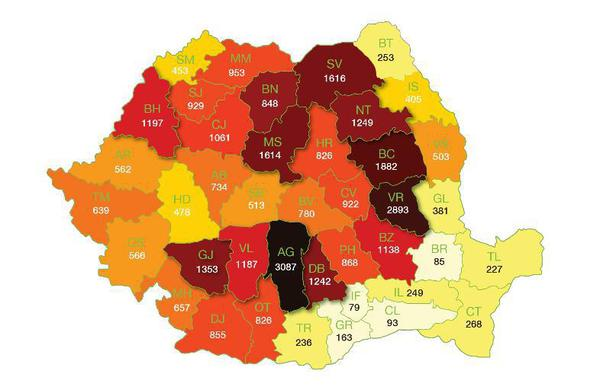 BT
253
SM
453
MM
953
SV
1616
IS
405
SJ
929
BN
848
BH
1197
NT
1249
CJ
1061
MS
1614
HR
826
BC
1882
VS
503
AR
562
AB
734
HD
478
SB
513
BV
780
CV
922
VR
2893
GL
381
TM
639
CS
566
GJ
1353
VL
1187
AG
3087
DB
1242
PH
868
BZ
1138
BR
85
TL
227
MH
657
DJ
855
OT
826
TR
236
IF
79
GR
163
IL 249
CL
93
CT
268